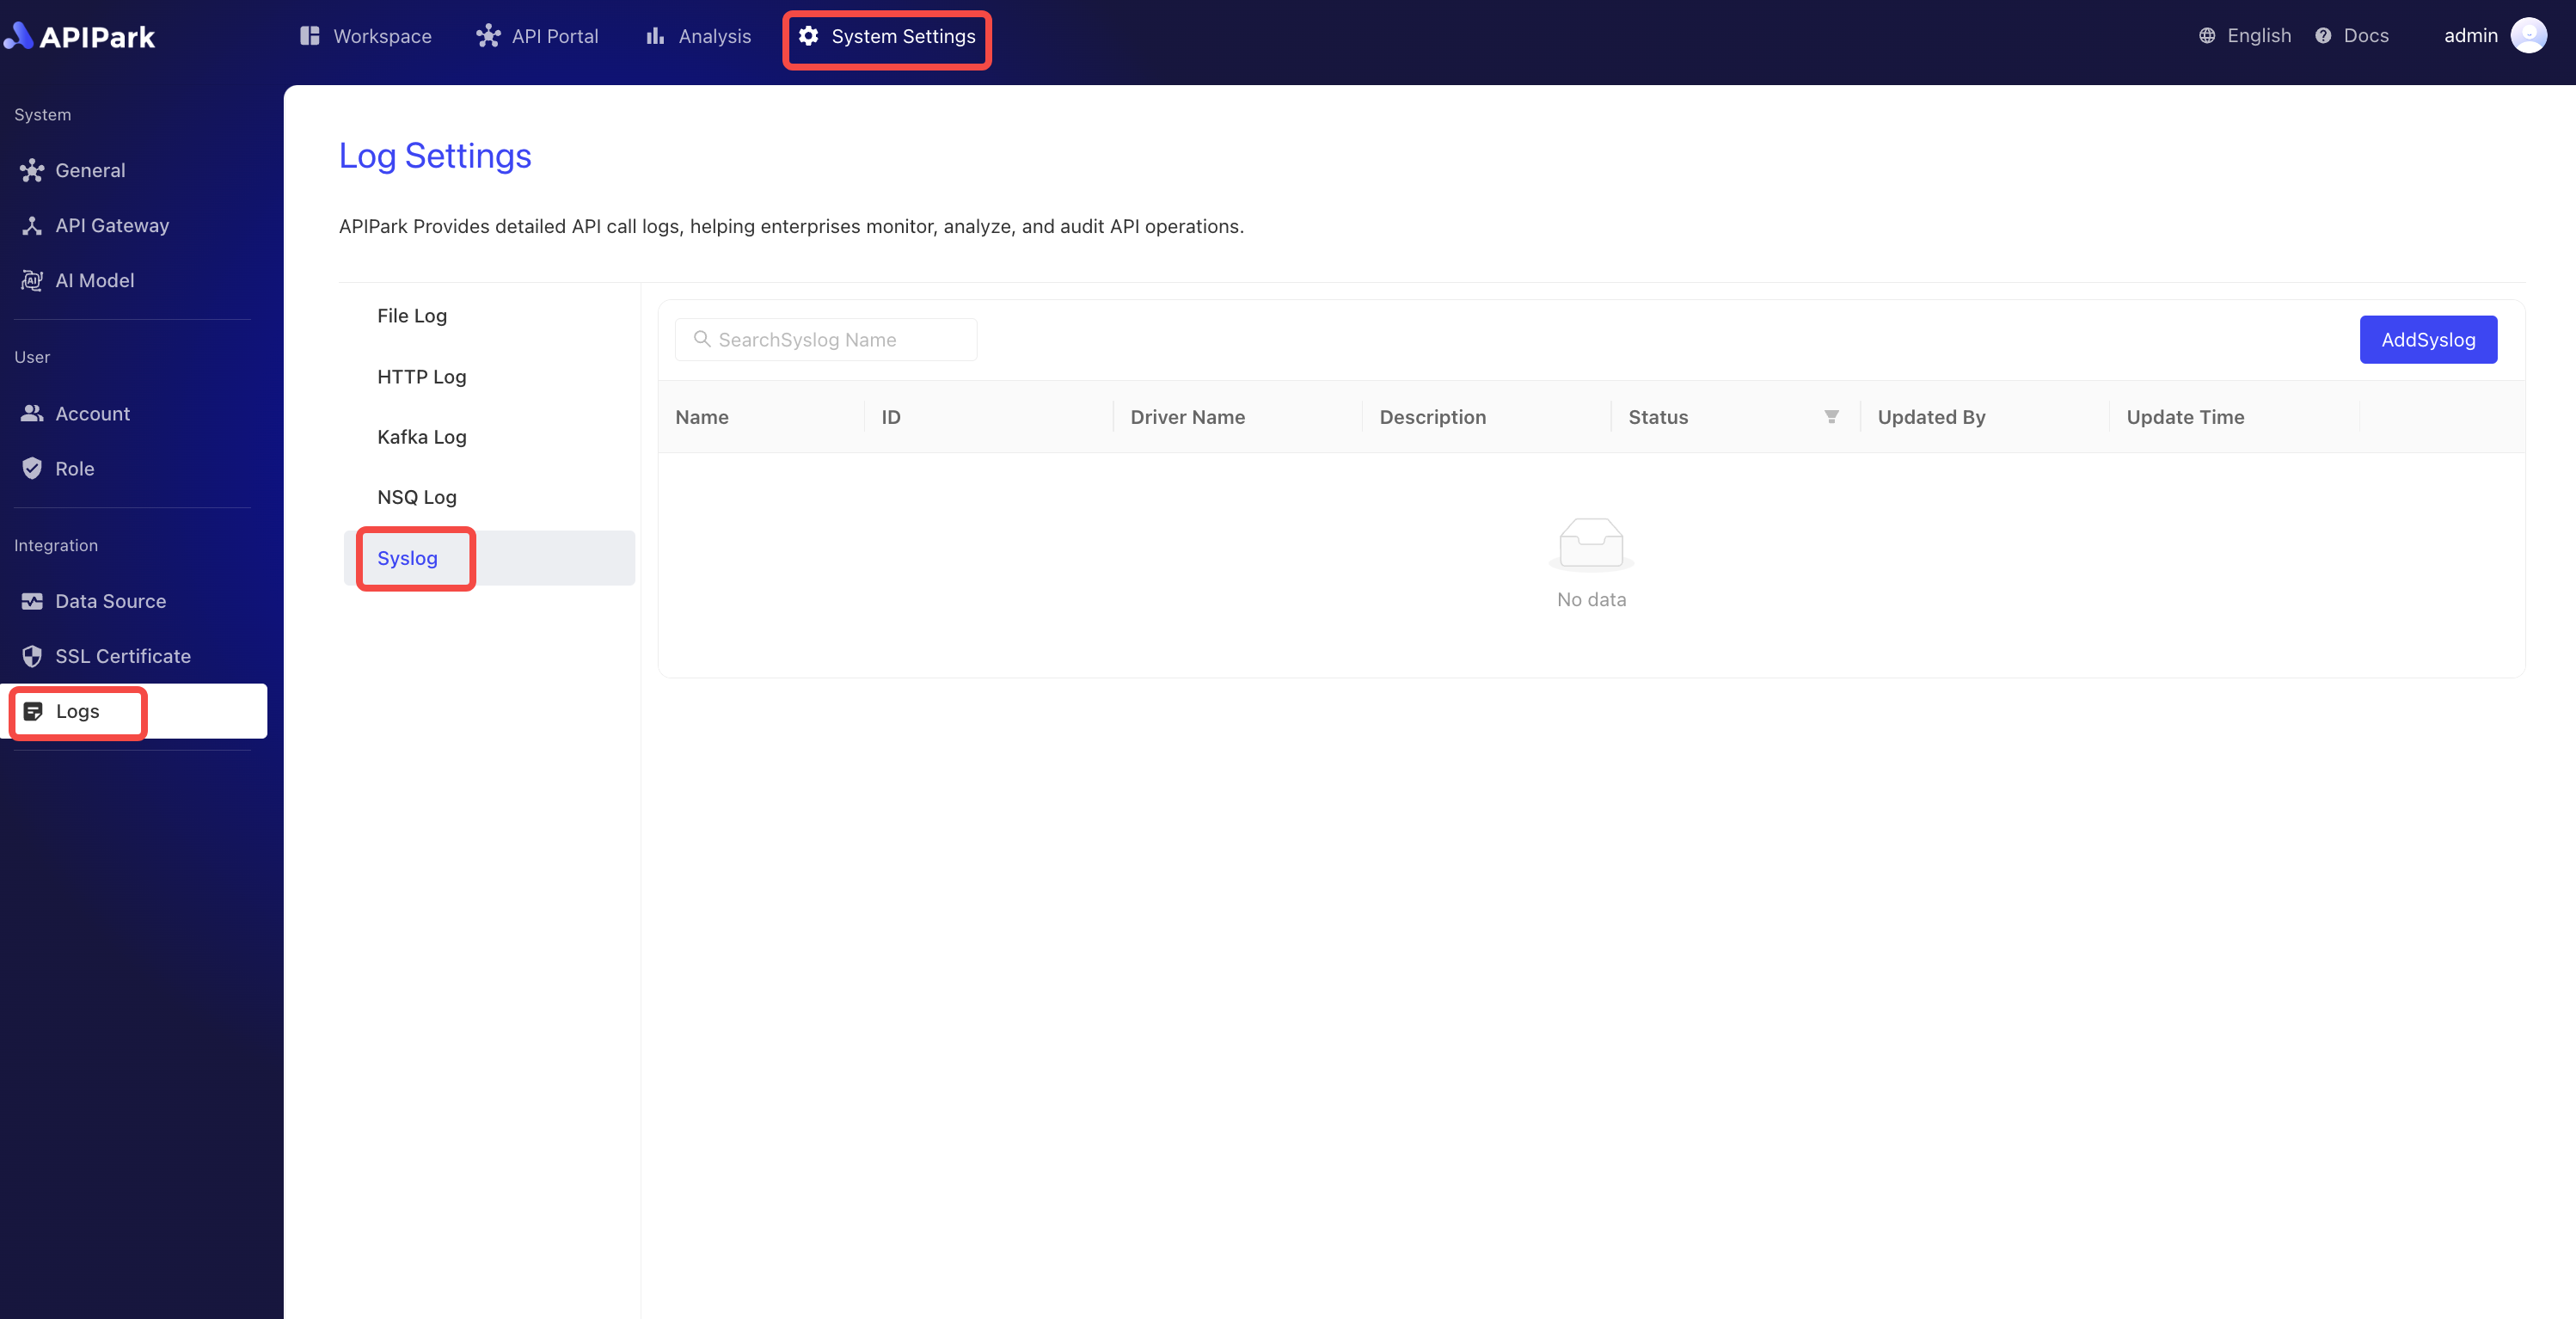 APIPark
Workspace
API Portal
Analysis
System Settings
English
Docs
admin
System
General
API Gateway
AI Model
User
Account
Role
Integration
Data Source
SSL Certificate
Logs
Log Settings
APIPark Provides detailed API call logs, helping enterprises monitor, analyze, and audit API operations.
File Log
HTTP Log
Kafka Log
NSQ Log
Syslog
SearchSyslog Name
AddSyslog
Name ID Driver Name Description Status Updated By Update Time
No data